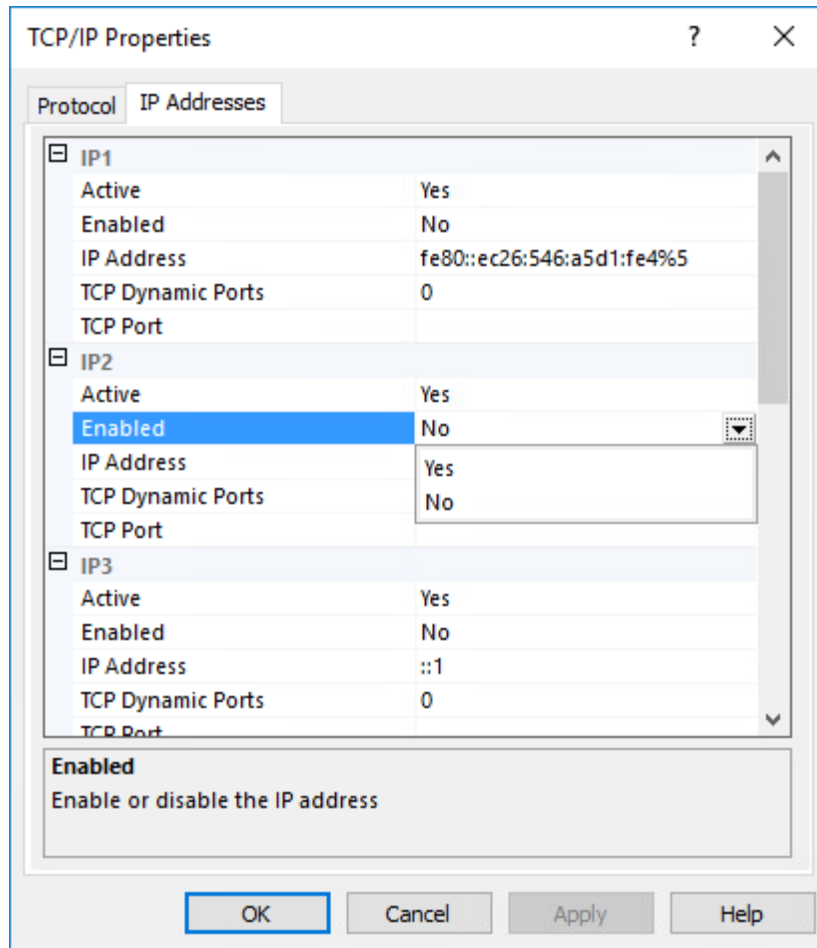 TCP/IP Properties ? ×
Protocol IP Addresses
IP1
Active Yes
Enabled No
IP Address fe80::ec26:546:a5d1:fe4%5
TCP Dynamic Ports 0
TCP Port
IP2
Active Yes
Enabled No
IP Address
Yes
TCP Dynamic Ports
No
TCP Port
IP3
Active Yes
Enabled No
IP Address ::1
TCP Dynamic Ports 0
TCP Port
Enabled
Enable or disable the IP address
OK Cancel Apply Help